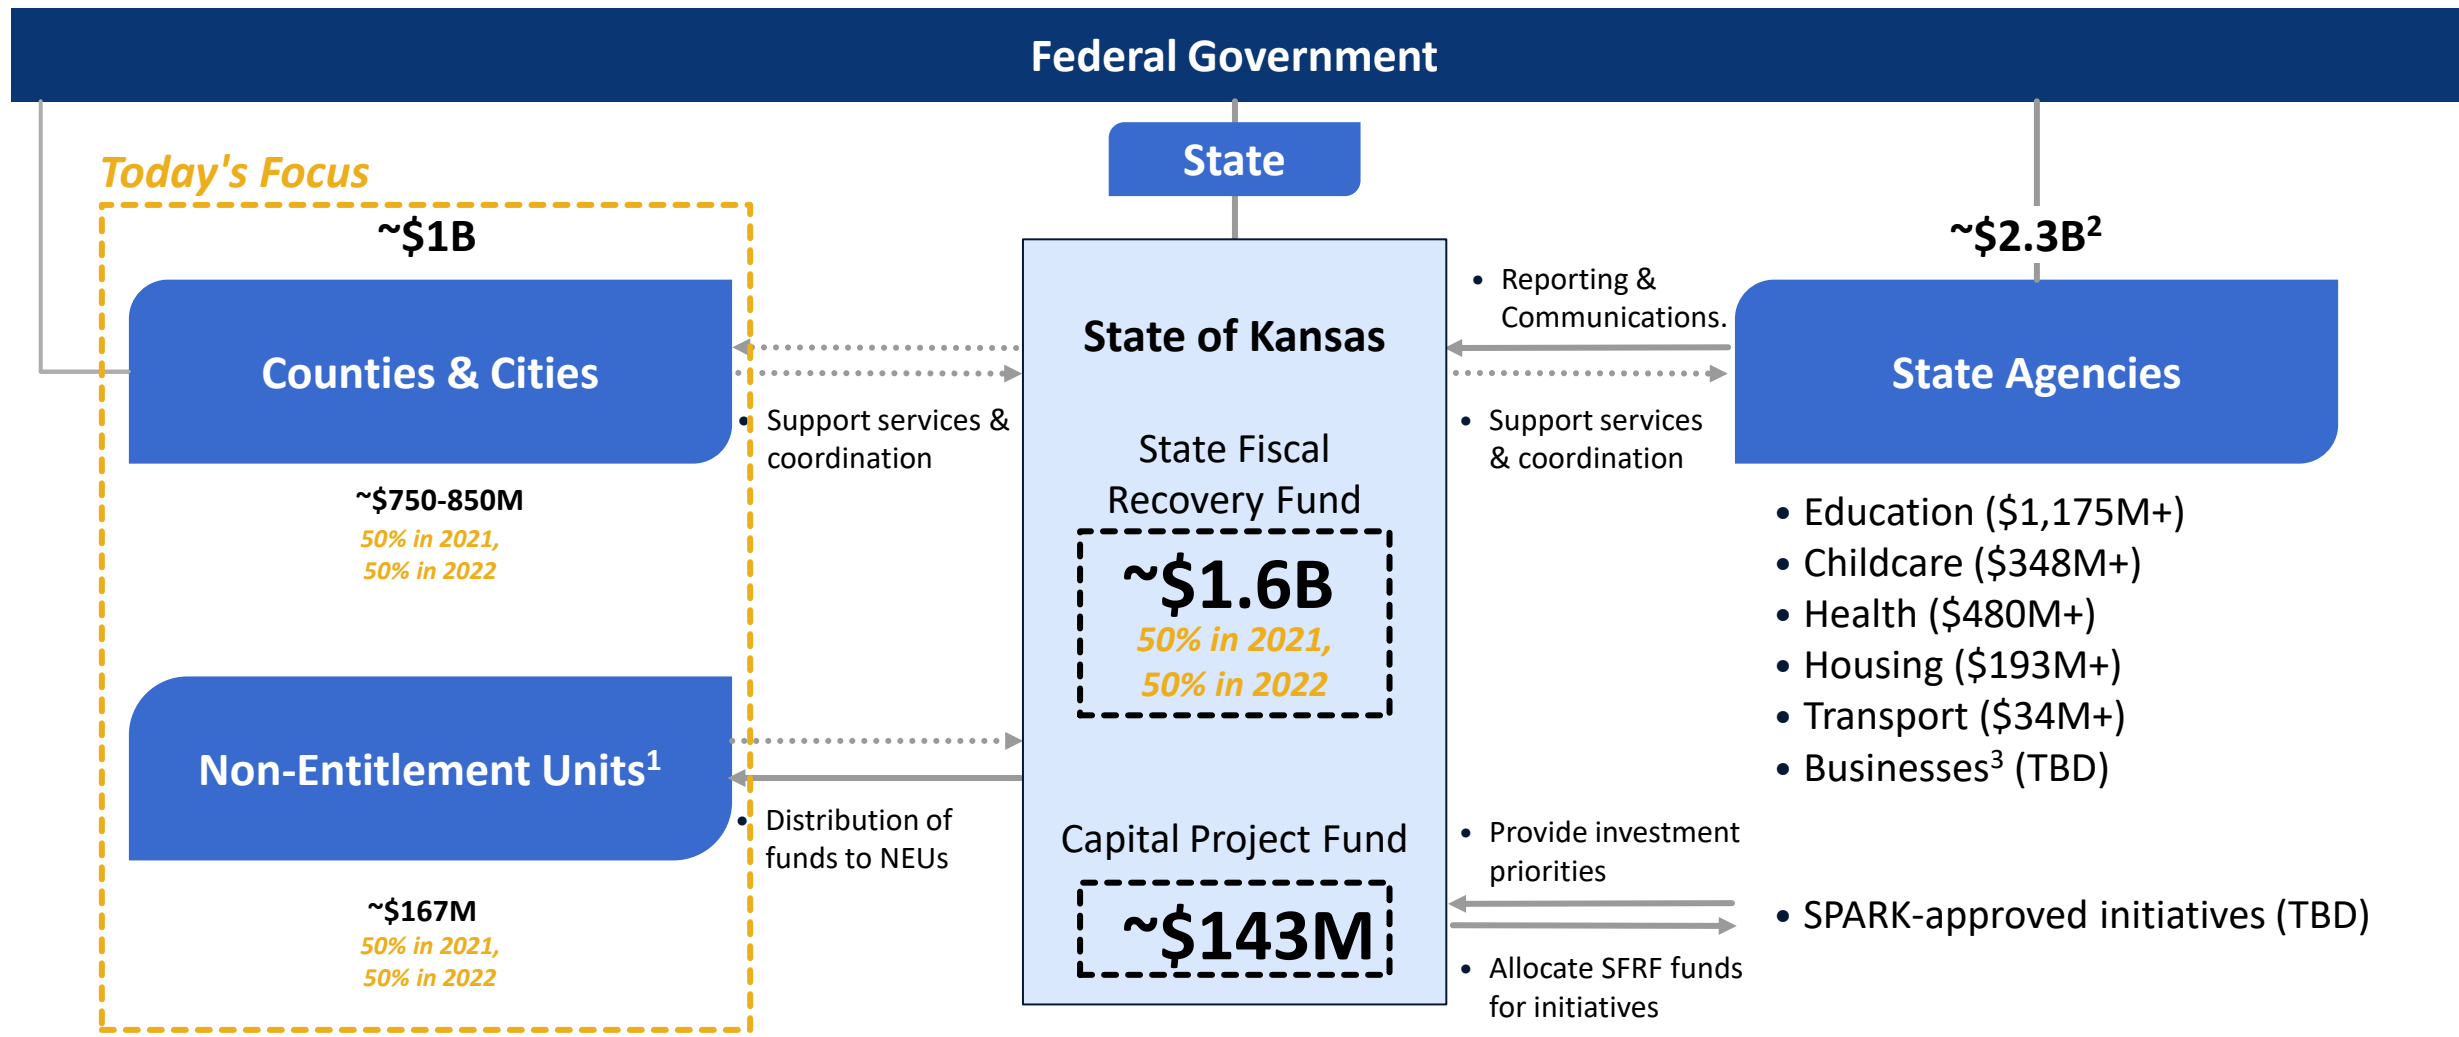 Federal Government
State
Today's Focus
~$1B
Counties & Cities
~$750-850M
50% in 2021,
50% in 2022
Non-Entitlement Units¹
~$167M
50% in 2021,
50% in 2022
• Support services &
coordination
• Distribution of
funds to NEUs
State of Kansas
State Fiscal
Recovery Fund
~$1.6B
50% in 2021,
50% in 2022
Capital Project Fund
~$143M
• Reporting &
Communications.
• Support services
& coordination
• Provide investment
priorities
• Allocate SFRF funds
for initiatives
~$2.3B²
State Agencies
• Education ($1,175M+)
• Childcare ($348M+)
• Health ($480M+)
• Housing ($193M+)
• Transport ($34M+)
• Businesses³ (TBD)
• SPARK-approved initiatives (TBD)